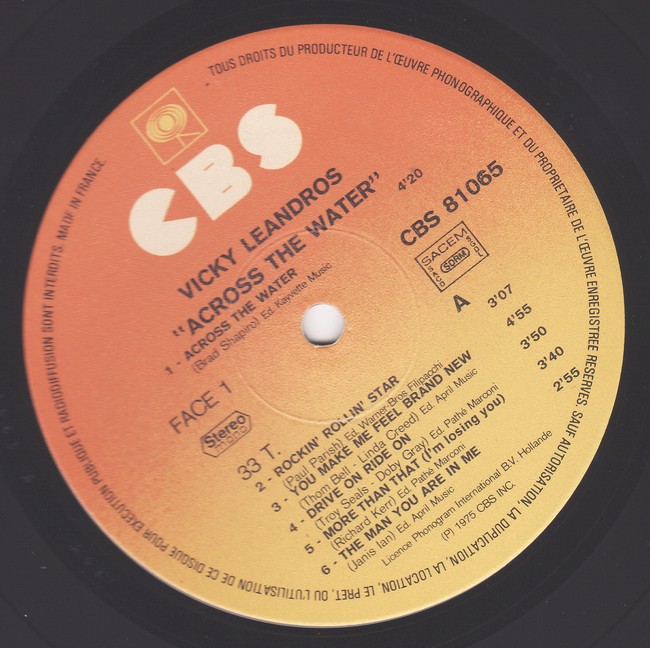 TOUS DROITS DU PRODUCTEUR DE L'ŒUVRE PHONOGRAPHIQUE ET DU PROPRIETAIRE DE L'ŒUVRE ENREGISTREE RESERVES. SAUF AUTORISATION, LA DUPLICATION, LA LOCATION, LE PRET, OU L'UTILISATION DE CE DISQUE POUR EXECUTION PUBLIQUE ET RADIODIFFUSION SONT INTERDITS. MADE IN FRANCE.
CBS
VICKY LEANDROS
"ACROSS THE WATER"
1 - ACROSS THE WATER 4'20
(Brad Shapiro) Ed. Kayvette Music
CBS 81065
SACEM
SACD
SDRM
SGDL
FACE 1
A
Stereo
33 T.
2 - ROCKIN' ROLLIN' STAR 3'07
(Paul Parish) Ed. Warner-Bros Filipacchi
3 - YOU MAKE ME FEEL BRAND NEW 4'55
(Thom Bell - Linda Creed) Ed. April Music
4 - DRIVE ON RIDE ON 3'50
(Troy Seals - Doby Gray) Ed. Pathé Marconi
5 - MORE THAN THAT (I'm losing you) 3'40
(Richard Kerr) Ed. Pathé Marconi
6 - THE MAN YOU ARE IN ME 2'55
(Janis Ian) Ed. April Music
Licence Phonogram International B.V. Hollande
(P) 1975 CBS INC.